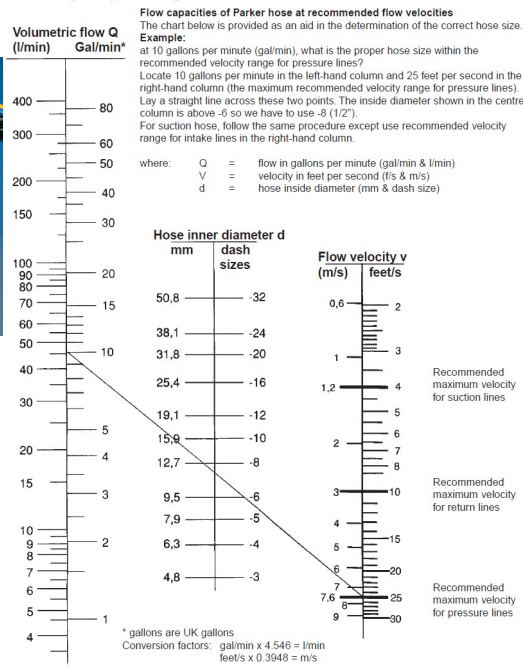 Flow capacities of Parker hose at recommended flow velocities
The chart below is provided as an aid in the determination of the correct hose size.
Example:
at 10 gallons per minute (gal/min), what is the proper hose size within the
recommended velocity range for pressure lines?
Locate 10 gallons per minute in the left-hand column and 25 feet per second in the
right-hand column (the maximum recommended velocity range for pressure lines).
Lay a straight line across these two points. The inside diameter shown in the centre
column is above -6 so we have to use -8 (1/2").
For suction hose, follow the same procedure except use recommended velocity
range for intake lines in the right-hand column.
where: Q = flow in gallons per minute (gal/min & l/min)
V = velocity in feet per second (f/s & m/s)
d = hose inside diameter (mm & dash size)
Volumetric flow Q
(l/min) Gal/min*
400
300
200
150
100
90
80
70
60
50
40
30
20
15
10
9
8
7
6
5
4
80
60
50
40
30
20
15
10
5
4
3
2
1
Hose inner diameter d
mm dash
sizes
50,8 -32
38,1 -24
31,8 -20
25,4 -16
19,1 -12
15,9 -10
12,7 -8
9,5 -6
7,9 -5
6,3 -4
4,8 -3
Flow velocity v
(m/s) feet/s
0,6
1
1,2
2
3
4
5
6
7
7,6
8
9
2
3
4
5
6
7
8
10
15
20
25
30
Recommended
maximum velocity
for suction lines
Recommended
maximum velocity
for return lines
Recommended
maximum velocity
for pressure lines
* gallons are UK gallons
Conversion factors: gal/min x 4.546 = l/min
feet/s x 0.3948 = m/s